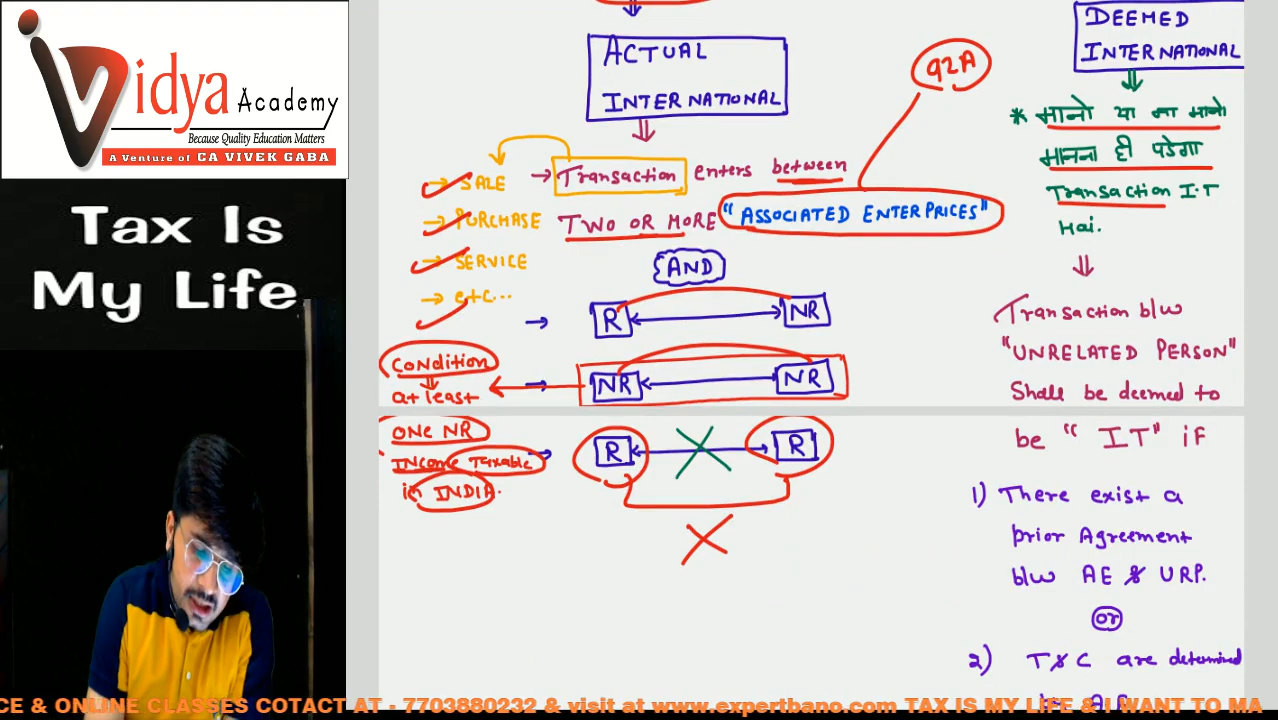 Vidya
Academy
Because Quality Education Matters
A Venture of CA VIVEK GABA
Tax Is
My Life
ACTUAL
INTERNATIONAL
92A
→ SALE
→ PURCHASE
→ SERVICE
→ etc...
→ Transaction enters between
TWO OR MORE "ASSOCIATED ENTERPRICES"
AND
→ R NR
→ NR NR
→ R R
Condition
at least
ONE NR
INCOME Taxable
in INDIA.
DEEMED
INTERNATIONAL
* मानो या ना मानो
मानना ही पडेगा
Transaction I.T
Hai.
Transaction b/w
"UNRELATED PERSON"
Shall be deemed to
be " IT" if
1) There exist a
prior Agreement
b/w AE & URP.
or
2) T&C are determined
CE & ONLINE CLASSES COTACT AT - 7703880232 & visit at www.expertbano.com TAX IS MY LIFE & I WANT TO MA